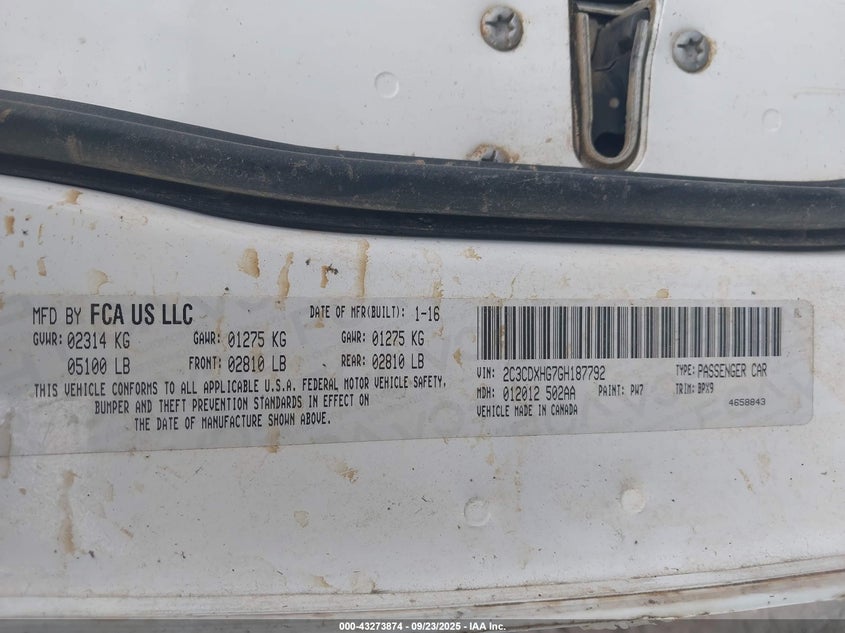 MFD BY FCA US LLC DATE OF MFR(BUILT): 1-16
GVWR: 02314 KG GAWR: 01275 KG GAWR: 01275 KG
05100 LB FRONT: 02810 LB REAR: 02810 LB
THIS VEHICLE CONFORMS TO ALL APPLICABLE U.S.A. FEDERAL MOTOR VEHICLE SAFETY,
BUMPER AND THEFT PREVENTION STANDARDS IN EFFECT ON
THE DATE OF MANUFACTURE SHOWN ABOVE.
VIN: 2C3CDXHG7GH187792 TYPE: PASSENGER CAR
MDH: 012012 502AA PAINT: PW7 TRIM: BPX9
VEHICLE MADE IN CANADA 4658843
000-43273874 - 09/23/2025 - IAA Inc.